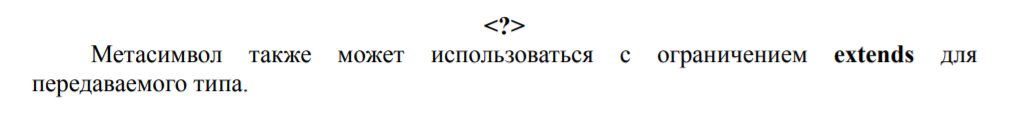 <?>
Метасимвол также может использоваться с ограничением extends для
передаваемого типа.